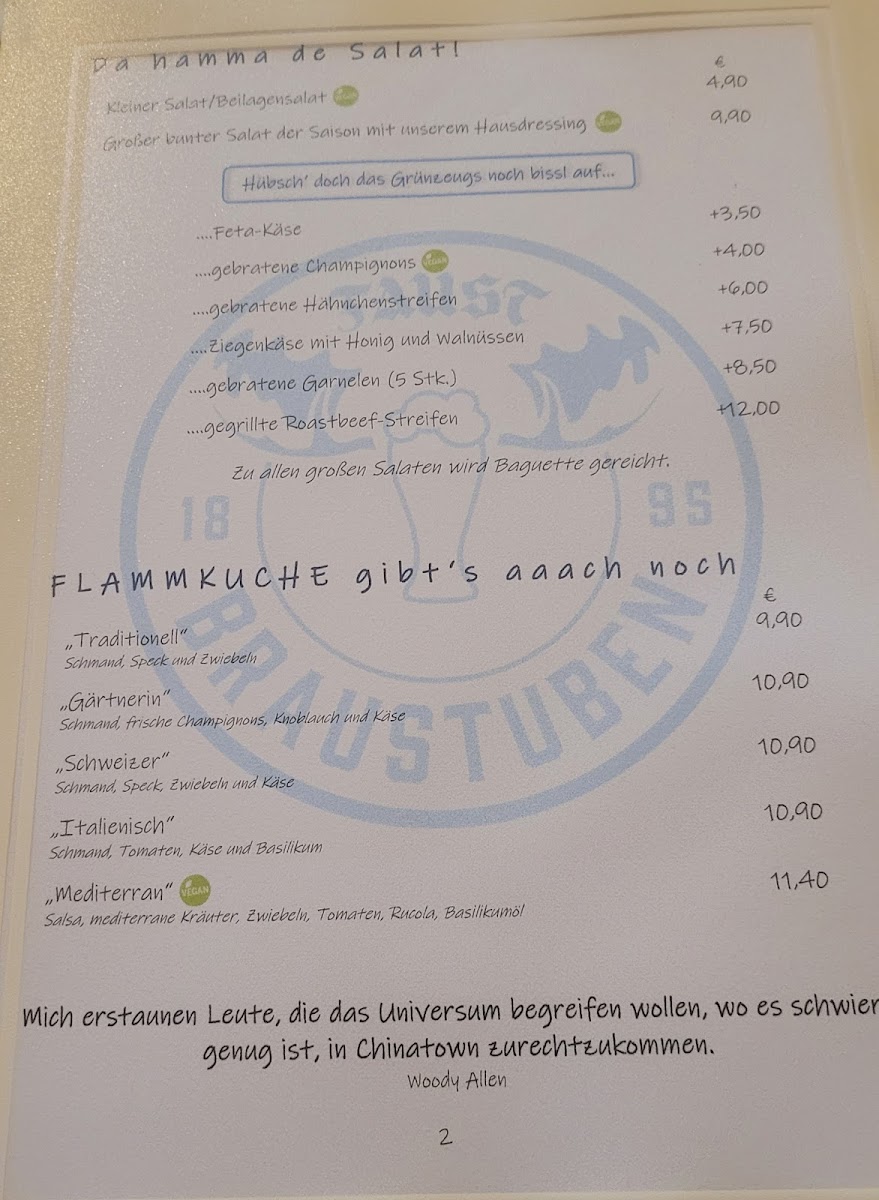 Da hamma de Salat!
€
Kleiner Salat/Beilagensalat VEGAN 4,90
Großer bunter Salat der Saison mit unserem Hausdressing VEGAN 9,90
Hübsch' doch das Grünzeugs noch bissl auf...
....Feta-Käse +3,50
....gebratene Champignons VEGAN +4,00
....gebratene Hähnchenstreifen +6,00
....Ziegenkäse mit Honig und Walnüssen +7,50
....gebratene Garnelen (5 Stk.) +8,50
....gegrillte Roastbeef-Streifen +12,00
Zu allen großen Salaten wird Baguette gereicht.
FAUST
18 95
BRAUSTUBEN
FLAMMKUCHE gibt's aaach noch
€
„Traditionell“ 9,90
Schmand, Speck und Zwiebeln
„Gärtnerin“ 10,90
Schmand, frische Champignons, Knoblauch und Käse
„Schweizer“ 10,90
Schmand, Speck, Zwiebeln und Käse
„Italienisch“ 10,90
Schmand, Tomaten, Käse und Basilikum
„Mediterran“ VEGAN 11,40
Salsa, mediterrane Kräuter, Zwiebeln, Tomaten, Rucola, Basilikumöl
Mich erstaunen Leute, die das Universum begreifen wollen, wo es schwier
genug ist, in Chinatown zurechtzukommen.
Woody Allen
2